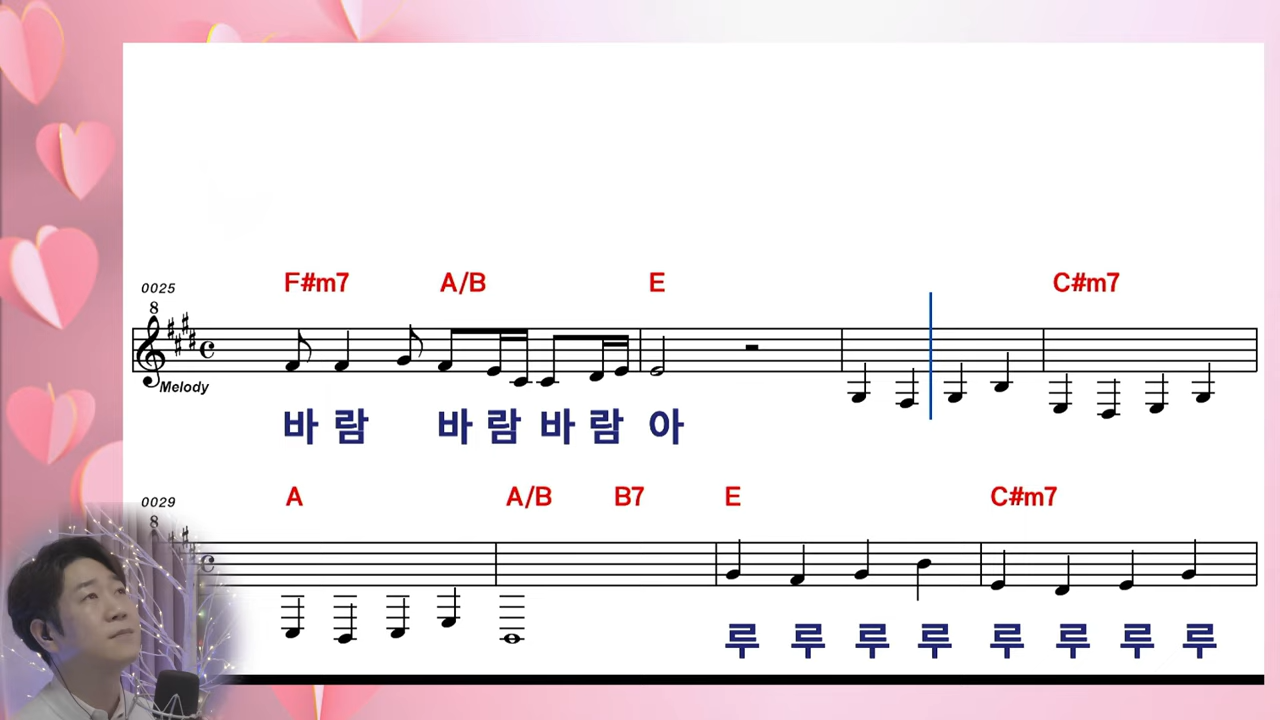 F#m7 A/B E C#m7
0025
8
Melody
바 람 바 람 바 람 아
A A/B B7 E C#m7
0029
8
루 루 루 루 루 루 루 루